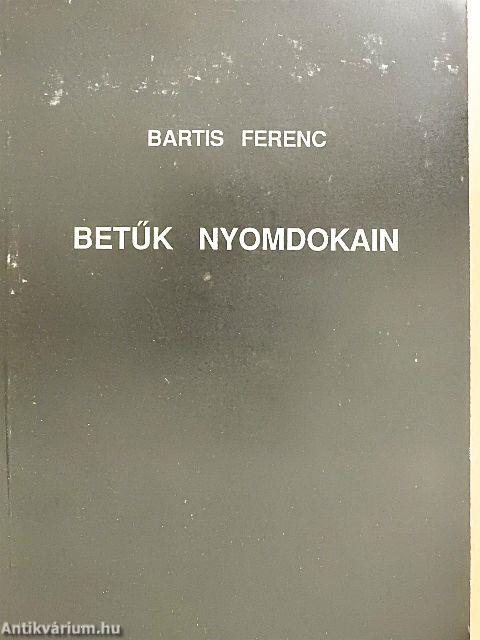 BARTIS FERENC
BETŰK NYOMDOKAIN
Antikvárium.hu